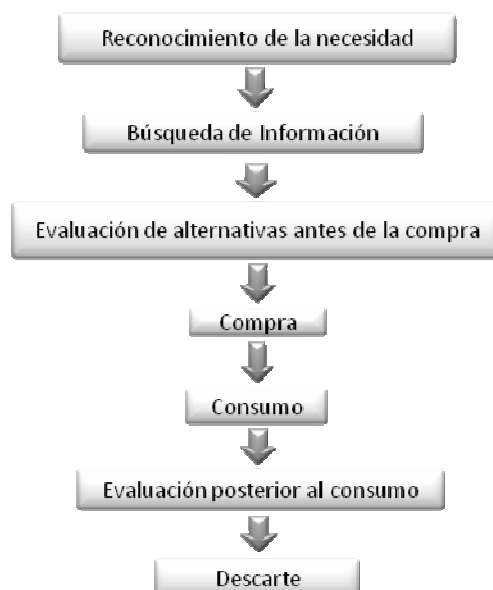 Reconocimiento de la necesidad
Búsqueda de Información
Evaluación de alternativas antes de la compra
Compra
Consumo
Evaluación posterior al consumo
Descarte